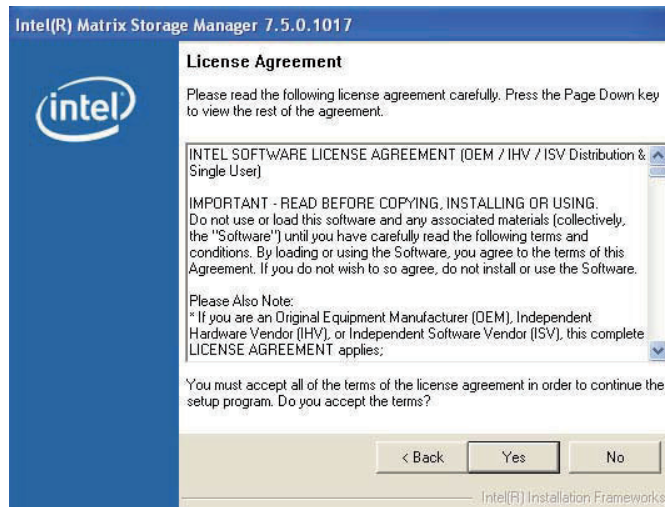 Intel(R) Matrix Storage Manager 7.5.0.1017
intel
License Agreement
Please read the following license agreement carefully. Press the Page Down key
to view the rest of the agreement.
INTEL SOFTWARE LICENSE AGREEMENT (OEM / IHV / ISV Distribution &
Single User)
IMPORTANT - READ BEFORE COPYING, INSTALLING OR USING.
Do not use or load this software and any associated materials (collectively,
the "Software") until you have carefully read the following terms and
conditions. By loading or using the Software, you agree to the terms of this
Agreement. If you do not wish to so agree, do not install or use the Software.
Please Also Note:
* If you are an Original Equipment Manufacturer (OEM), Independent
Hardware Vendor (IHV), or Independent Software Vendor (ISV), this complete
LICENSE AGREEMENT applies;
You must accept all of the terms of the license agreement in order to continue the
setup program. Do you accept the terms?
< Back
Yes
No
Intel(R) Installation Frameworks